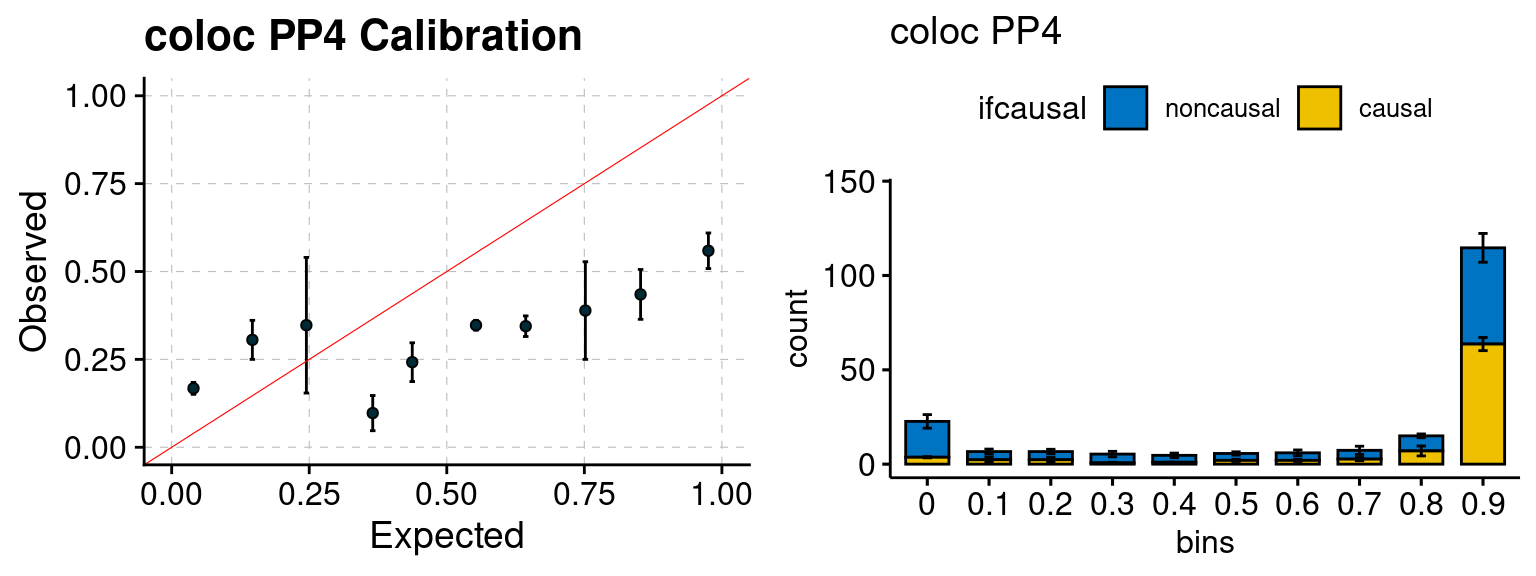 coloc PP4 Calibration
1.00
0.75
0.50
0.25
0.00
Observed
0.00 0.25 0.50 0.75 1.00
Expected
coloc PP4
ifcausal noncausal causal
150
100
50
0
count
0 0.1 0.2 0.3 0.4 0.5 0.6 0.7 0.8 0.9
bins